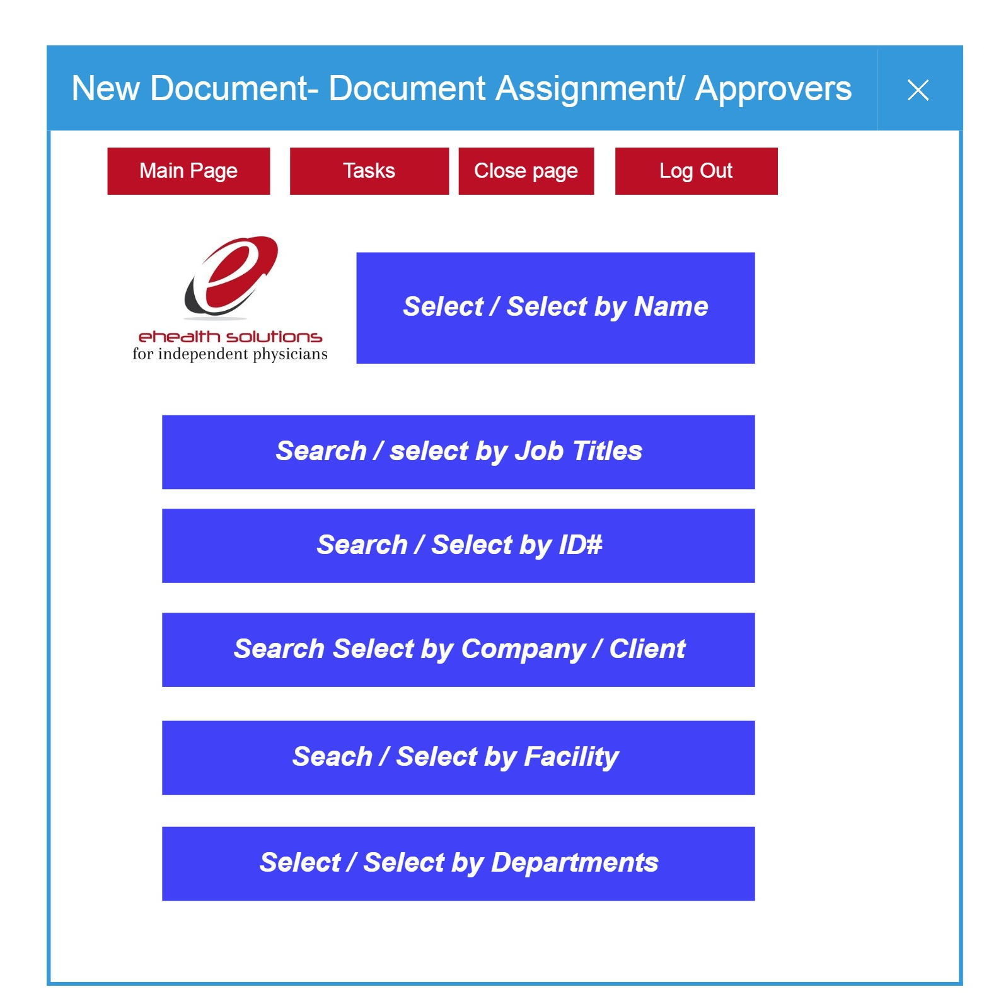 New Document- Document Assignment/ Approvers
Main Page
Tasks
Close page
Log Out
ehealth solutions
for independent physicians
Select / Select by Name
Search / select by Job Titles
Search / Select by ID#
Search Select by Company / Client
Seach / Select by Facility
Select / Select by Departments